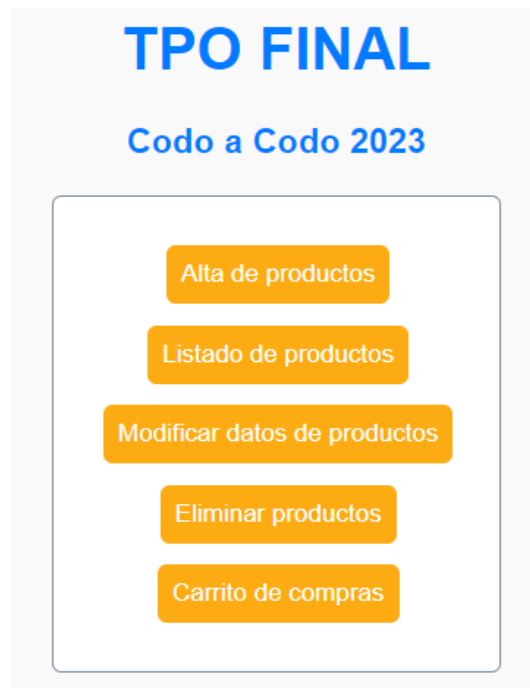 TPO FINAL
Codo a Codo 2023
Alta de productos
Listado de productos
Modificar datos de productos
Eliminar productos
Carrito de compras